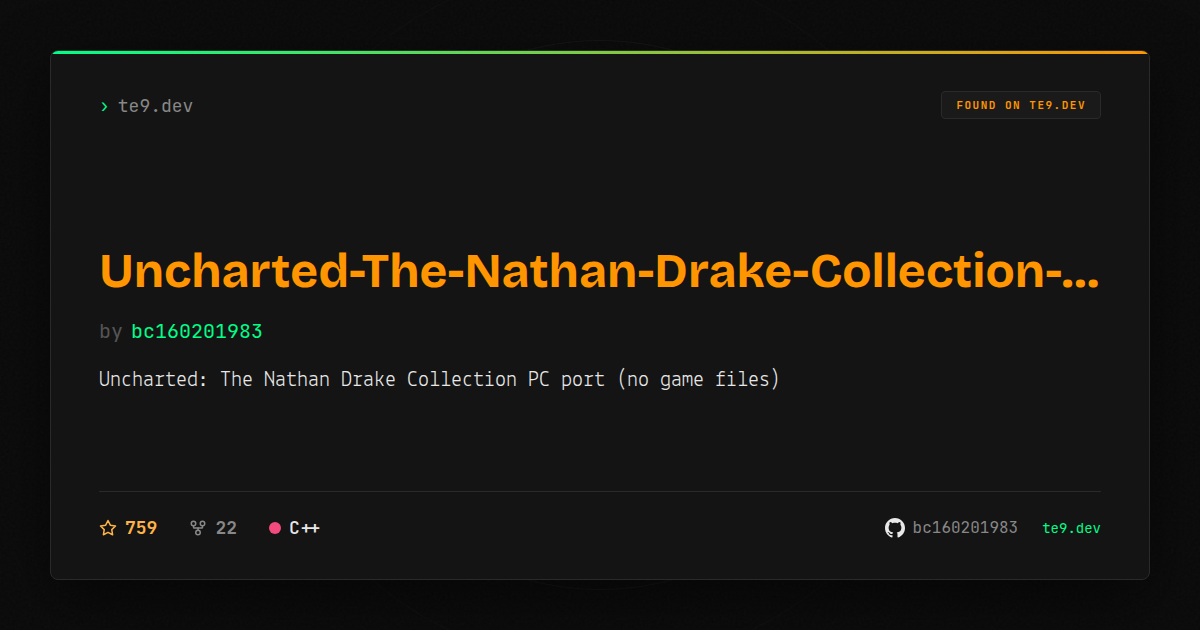 › te9.dev
FOUND ON TE9.DEV
Uncharted-The-Nathan-Drake-Collection-...
by bc160201983
Uncharted: The Nathan Drake Collection PC port (no game files)
759 22 C++
bc160201983 te9.dev